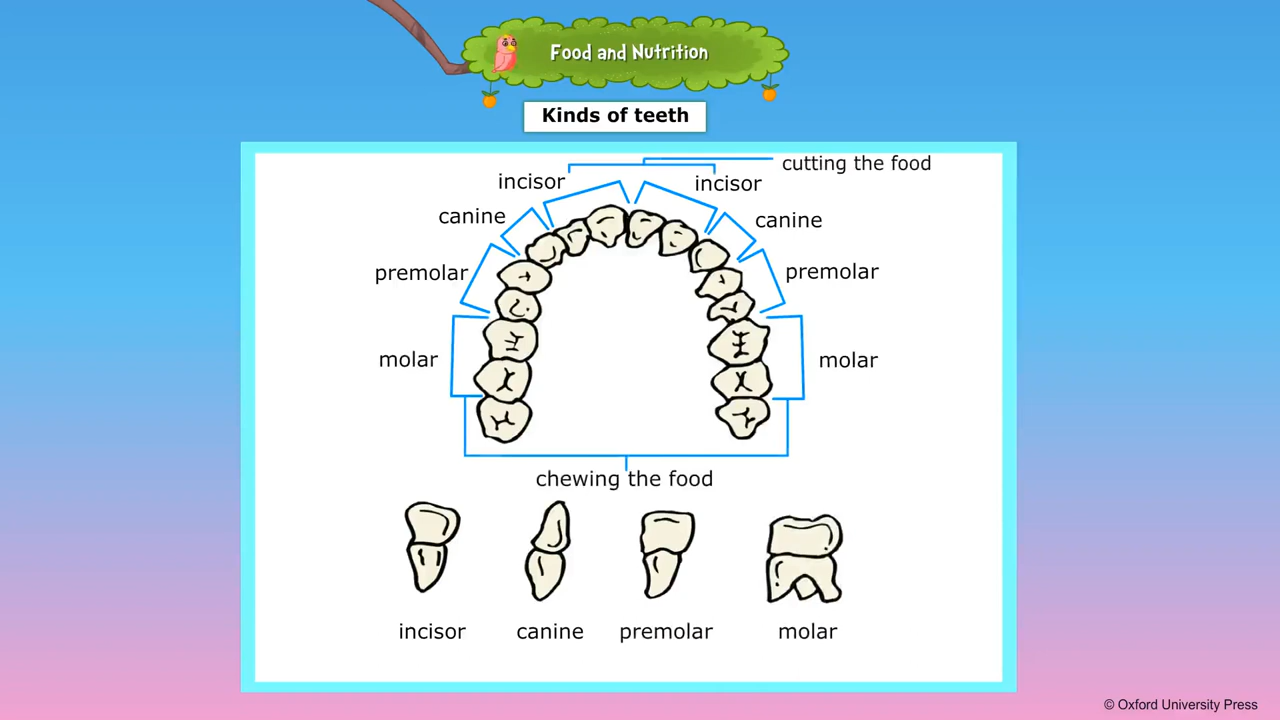 Food and Nutrition
Kinds of teeth
cutting the food
incisor
incisor
canine
canine
premolar
premolar
molar
molar
chewing the food
incisor
canine
premolar
molar
© Oxford University Press